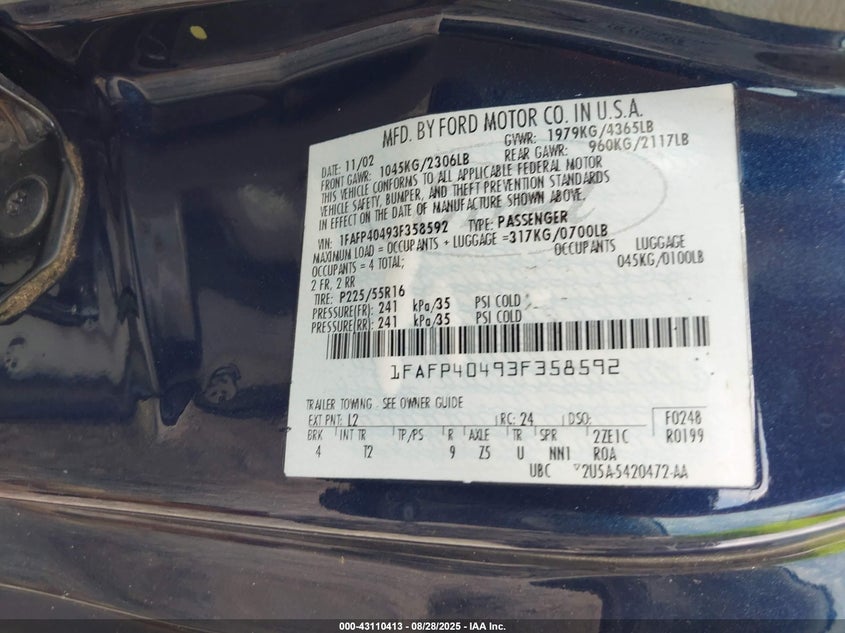 MFD. BY FORD MOTOR CO. IN U.S.A.
DATE: 11/02 GVWR: 1979KG/4365LB
FRONT GAWR: 1045KG/2306LB REAR GAWR: 960KG/2117LB
THIS VEHICLE CONFORMS TO ALL APPLICABLE FEDERAL MOTOR
VEHICLE SAFETY, BUMPER, AND THEFT PREVENTION STANDARDS
IN EFFECT ON THE DATE OF MANUFACTURE SHOWN ABOVE.
VIN: 1FAFP40493F358592 TYPE: PASSENGER
MAXIMUM LOAD = OCCUPANTS + LUGGAGE =317KG/0700LB
OCCUPANTS = 4 TOTAL; OCCUPANTS LUGGAGE
2 FR, 2 RR 045KG/0100LB
TIRE: P225/55R16
PRESSURE(FR): 241 kPa/35 PSI COLD
PRESSURE(RR): 241 kPa/35 PSI COLD
1FAFP40493F358592
TRAILER TOWING - SEE OWNER GUIDE
EXT PNT: L2 RC: 24 DSO: F0248
BRK INT TR TP/PS R AXLE TR SPR 2ZE1C R0199
4 T2 9 Z5 U NN1 ROA
UBC 2U5A-5420472-AA
000-43110413 - 08/28/2025 - IAA Inc.